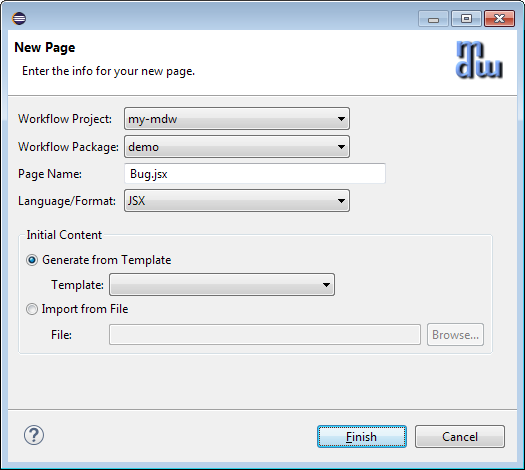 New Page
Enter the info for your new page.
mdw
Workflow Project: my-mdw
Workflow Package: demo
Page Name: Bug.jsx
Language/Format: JSX
Initial Content
Generate from Template
Template:
Import from File
File: Browse...
? Finish Cancel